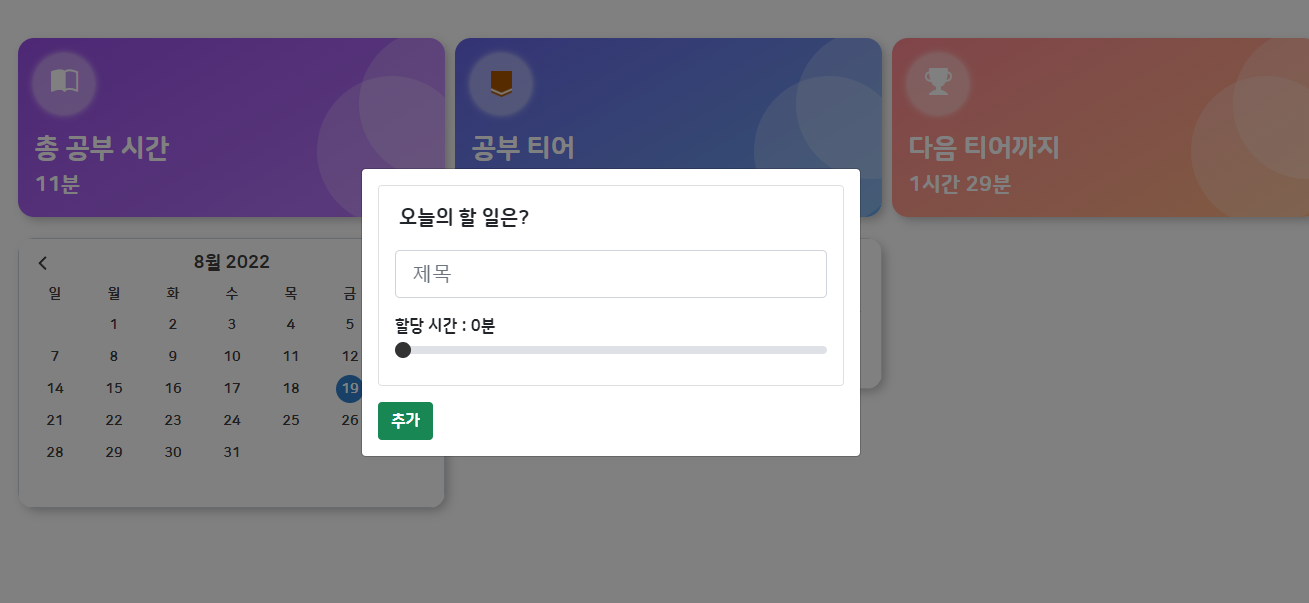 총 공부 시간
11분
공부 티어
다음 티어까지
1시간 29분
8월 2022
일 월 화 수 목 금
1 2 3 4 5
7 8 9 10 11 12
14 15 16 17 18 19
21 22 23 24 25 26
28 29 30 31
오늘의 할 일은?
제목
할당 시간 : 0분
추가